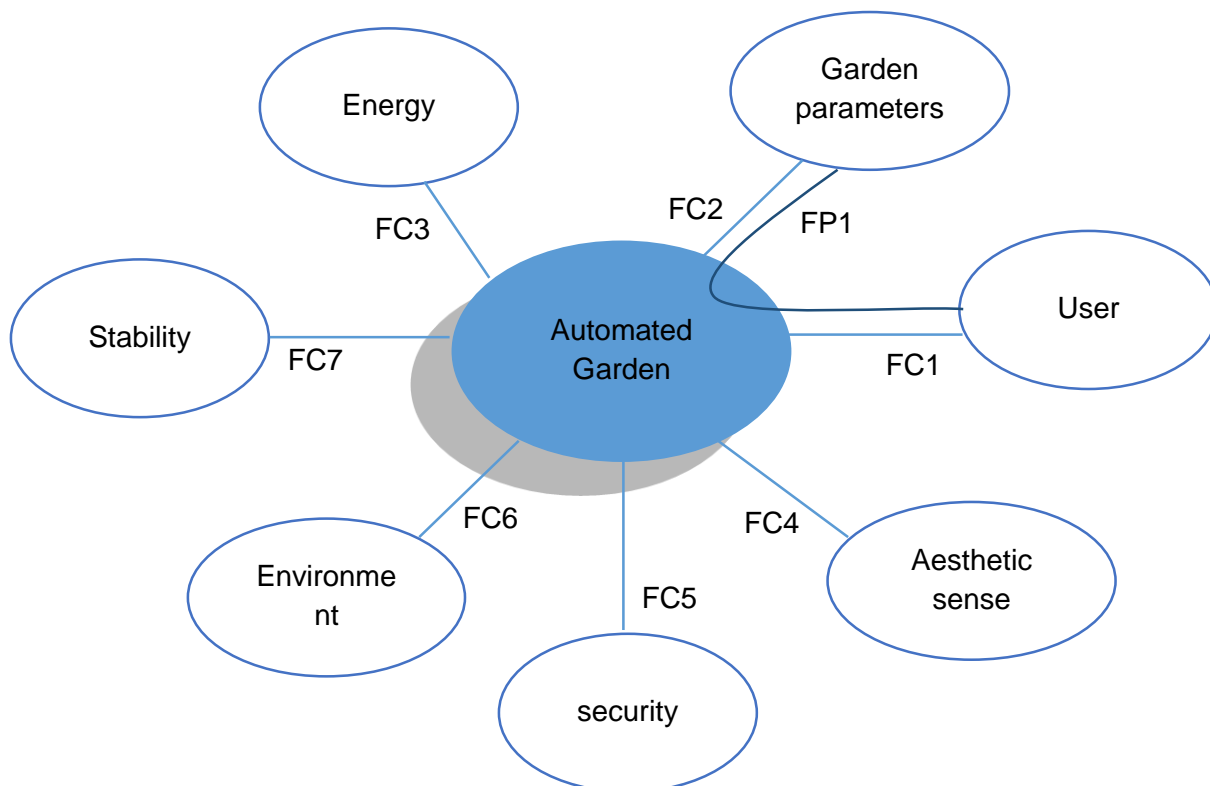 Energy
Garden
parameters
FC2
FP1
FC3
Stability
FC7
Automated
Garden
User
FC1
FC6
FC4
Environme
nt
FC5
Aesthetic
sense
security